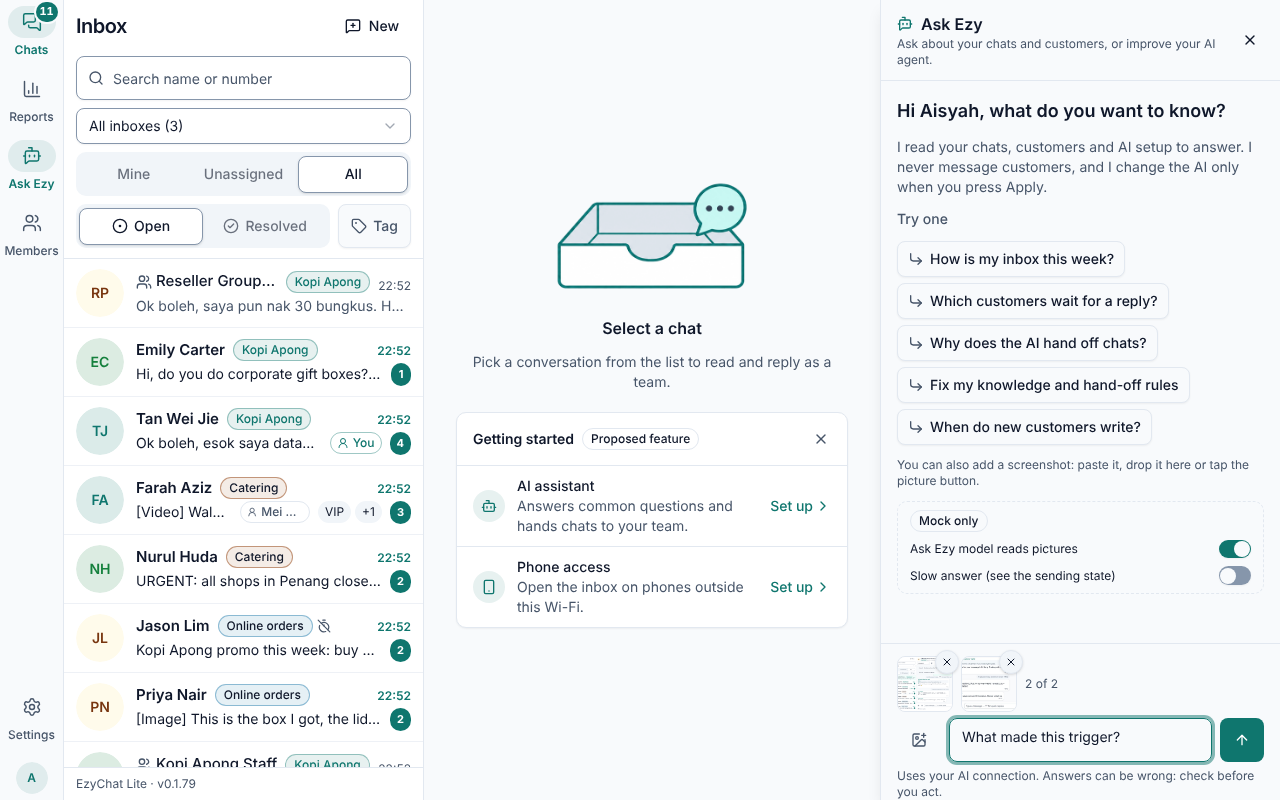 11
Chats
Reports
Ask Ezy
Members
Settings
A
Inbox
New
Search name or number
All inboxes (3)
Mine
Unassigned
All
Open
Resolved
Tag
RP
Reseller Group...
Kopi Apong
22:52
Ok boleh, saya pun nak 30 bungkus. H...
EC
Emily Carter
Kopi Apong
22:52
Hi, do you do corporate gift boxes?...
1
TJ
Tan Wei Jie
Kopi Apong
22:52
Ok boleh, esok saya data...
You
4
FA
Farah Aziz
Catering
22:52
[Video] Wal...
Mei ...
VIP
+1
3
NH
Nurul Huda
Catering
22:52
URGENT: all shops in Penang close...
2
JL
Jason Lim
Online orders
22:52
Kopi Apong promo this week: buy ...
2
PN
Priya Nair
Online orders
22:52
[Image] This is the box I got, the lid...
2
Kopi Apong Staff
Kopi Apong
22:52
EzyChat Lite · v0.1.79
Select a chat
Pick a conversation from the list to read and reply as a
team.
Getting started
Proposed feature
AI assistant
Answers common questions and
hands chats to your team.
Set up
Phone access
Open the inbox on phones outside
this Wi-Fi.
Set up
Ask Ezy
Ask about your chats and customers, or improve your AI
agent.
Hi Aisyah, what do you want to know?
I read your chats, customers and AI setup to answer. I
never message customers, and I change the AI only
when you press Apply.
Try one
How is my inbox this week?
Which customers wait for a reply?
Why does the AI hand off chats?
Fix my knowledge and hand-off rules
When do new customers write?
You can also add a screenshot: paste it, drop it here or tap the
picture button.
Mock only
Ask Ezy model reads pictures
Slow answer (see the sending state)
2 of 2
What made this trigger?
Uses your AI connection. Answers can be wrong: check before
you act.